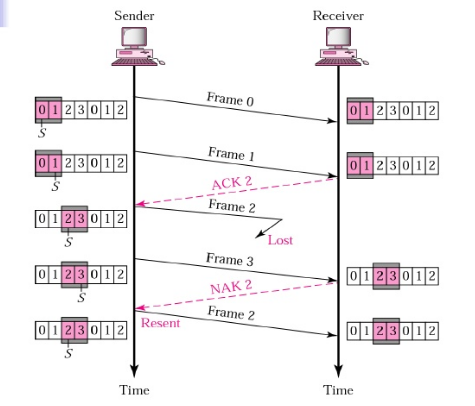 Sender Receiver
Frame 0
0 1 2 3 0 1 2 0 1 2 3 0 1 2
S
Frame 1
0 1 2 3 0 1 2 0 1 2 3 0 1 2
ACK 2
S
Frame 2
0 1 2 3 0 1 2
S
Lost
Frame 3
0 1 2 3 0 1 2 0 1 2 3 0 1 2
NAK 2
S
Frame 2
Resent
0 1 2 3 0 1 2 0 1 2 3 0 1 2
S
Time Time